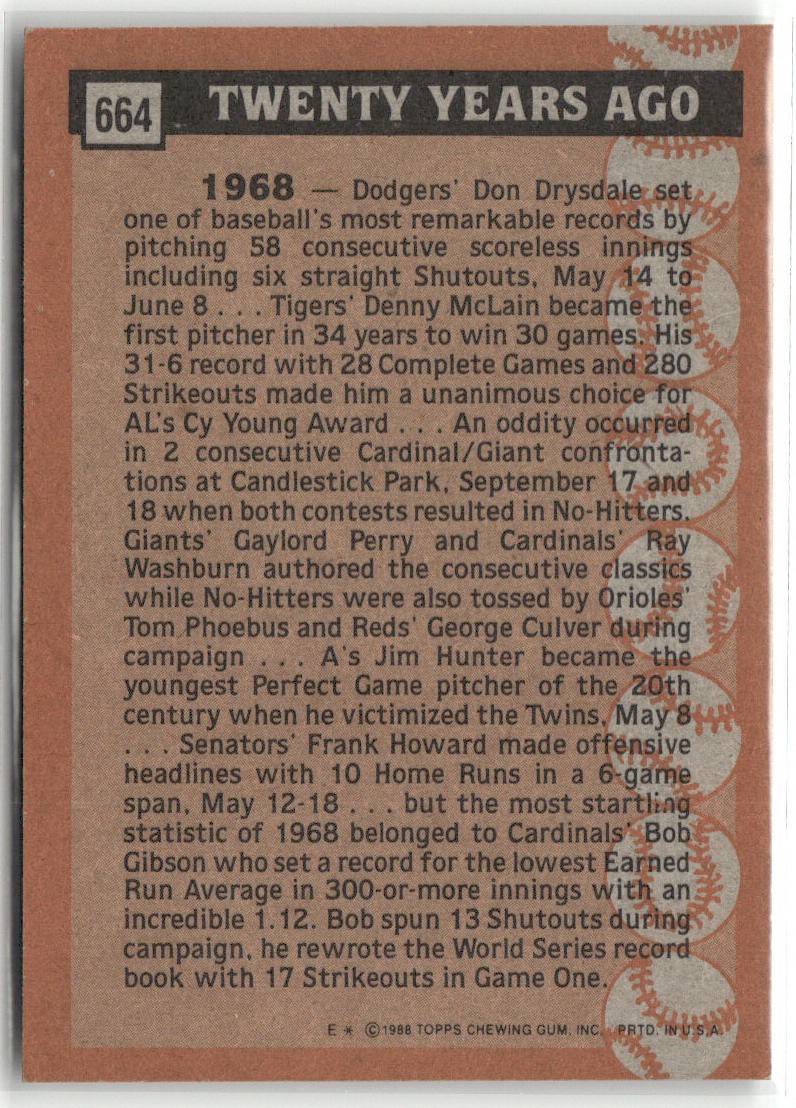 664 TWENTY YEARS AGO
1968 — Dodgers' Don Drysdale set
one of baseball's most remarkable records by
pitching 58 consecutive scoreless innings
including six straight Shutouts, May 14 to
June 8 . . . Tigers' Denny McLain became the
first pitcher in 34 years to win 30 games. His
31-6 record with 28 Complete Games and 280
Strikeouts made him a unanimous choice for
AL's Cy Young Award . . . An oddity occurred
in 2 consecutive Cardinal/Giant confronta-
tions at Candlestick Park, September 17 and
18 when both contests resulted in No-Hitters.
Giants' Gaylord Perry and Cardinals' Ray
Washburn authored the consecutive classics
while No-Hitters were also tossed by Orioles'
Tom Phoebus and Reds' George Culver during
campaign . . . A's Jim Hunter became the
youngest Perfect Game pitcher of the 20th
century when he victimized the Twins, May 8
. . . Senators' Frank Howard made offensive
headlines with 10 Home Runs in a 6-game
span, May 12-18 . . . but the most startling
statistic of 1968 belonged to Cardinals' Bob
Gibson who set a record for the lowest Earned
Run Average in 300-or-more innings with an
incredible 1.12. Bob spun 13 Shutouts during
campaign, he rewrote the World Series record
book with 17 Strikeouts in Game One.
E * ©1988 TOPPS CHEWING GUM, INC. PRTD. IN U.S.A.